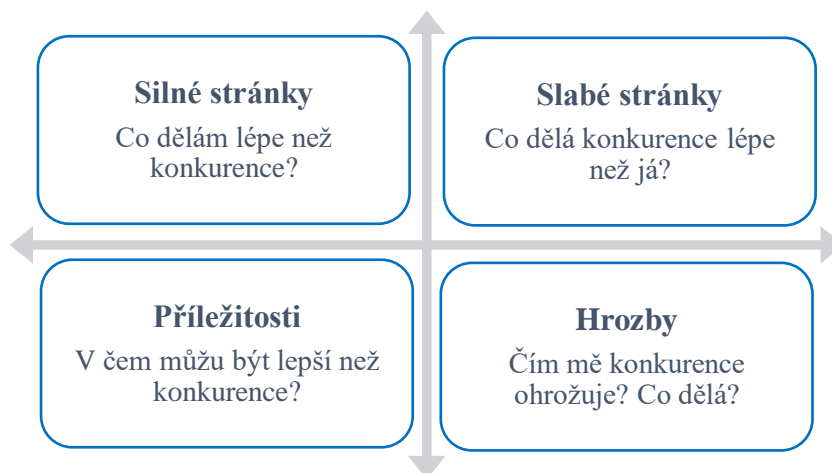 Silné stránky
Co dělám lépe než
konkurence?
Slabé stránky
Co dělá konkurence lépe
než já?
Příležitosti
V čem můžu být lepší než
konkurence?
Hrozby
Čím mě konkurence
ohrožuje? Co dělá?